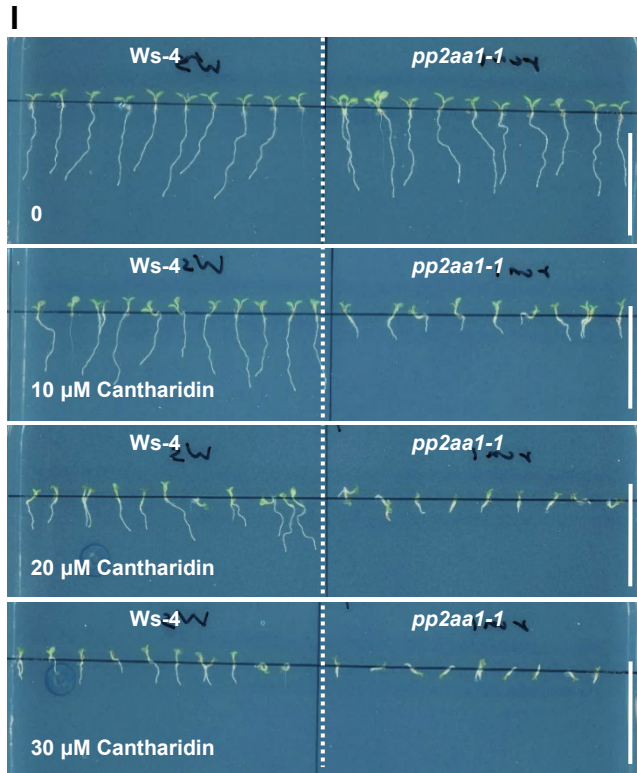 I
Ws-4
pp2aa1-1
0
Ws-4
pp2aa1-1
10 µM Cantharidin
Ws-4
pp2aa1-1
20 µM Cantharidin
Ws-4
pp2aa1-1
30 µM Cantharidin